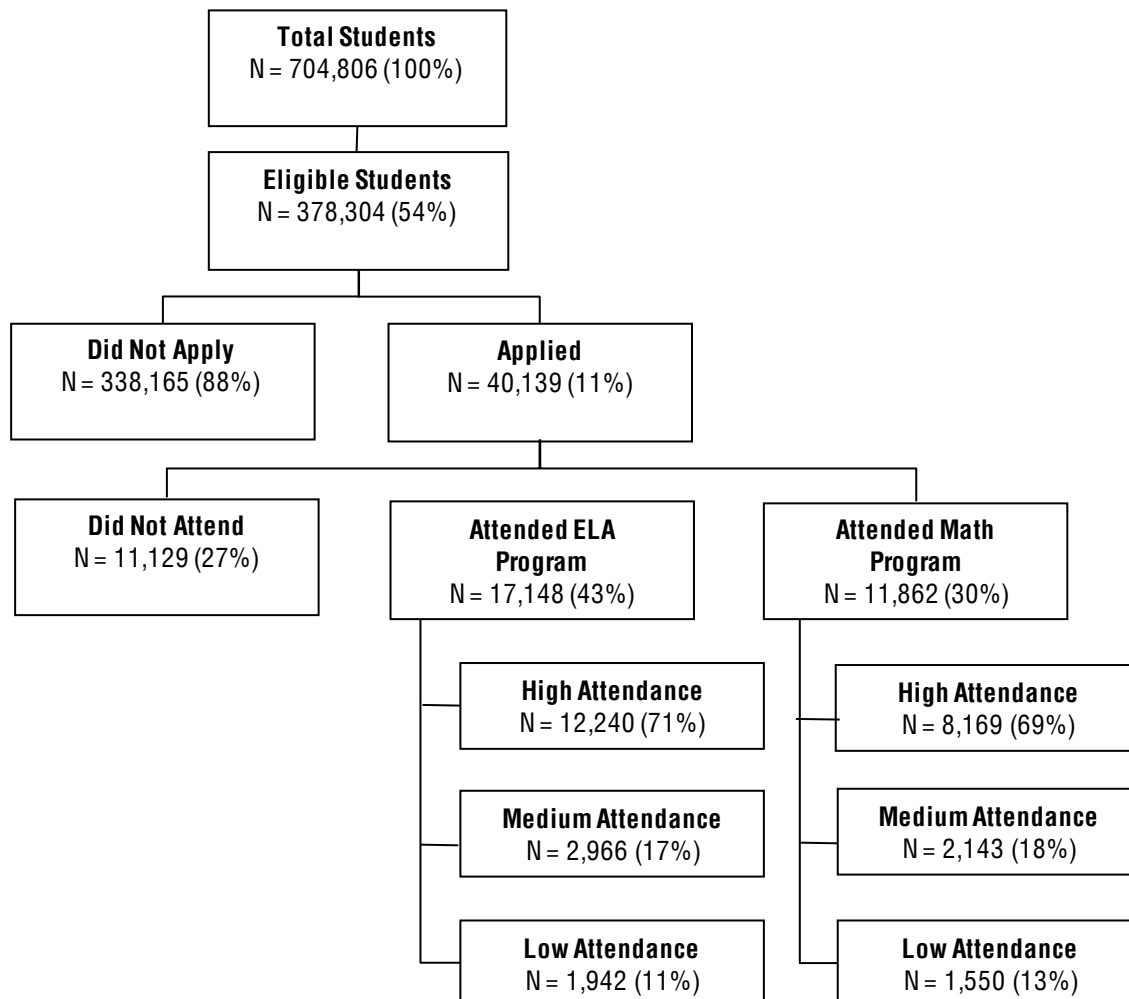 Total Students
N = 704,806 (100%)
Eligible Students
N = 378,304 (54%)
Did Not Apply
N = 338,165 (88%)
Applied
N = 40,139 (11%)
Did Not Attend
N = 11,129 (27%)
Attended ELA
Program
N = 17,148 (43%)
Attended Math
Program
N = 11,862 (30%)
High Attendance
N = 12,240 (71%)
High Attendance
N = 8,169 (69%)
Medium Attendance
N = 2,966 (17%)
Medium Attendance
N = 2,143 (18%)
Low Attendance
N = 1,942 (11%)
Low Attendance
N = 1,550 (13%)